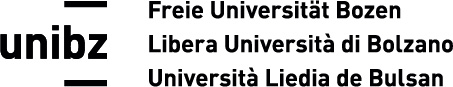 unibz
Freie Universität Bozen
Libera Università di Bolzano
Università Liedia de Bulsan